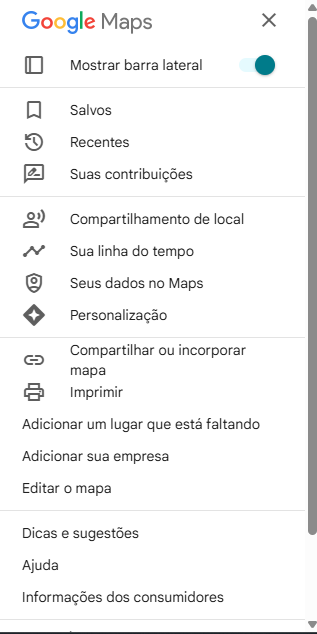 Google Maps
Mostrar barra lateral
Salvos
Recentes
Suas contribuições
Compartilhamento de local
Sua linha do tempo
Seus dados no Maps
Personalização
Compartilhar ou incorporar
mapa
Imprimir
Adicionar um lugar que está faltando
Adicionar sua empresa
Editar o mapa
Dicas e sugestões
Ajuda
Informações dos consumidores